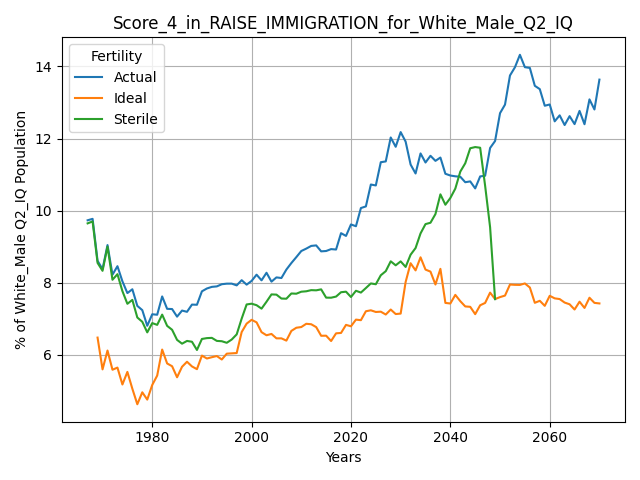 Score_4_in_RAISE_IMMIGRATION_for_White_Male_Q2_IQ
Fertility
Actual
Ideal
Sterile
% of White_Male Q2_IQ Population
14
12
10
8
6
1980
2000
2020
2040
2060
Years